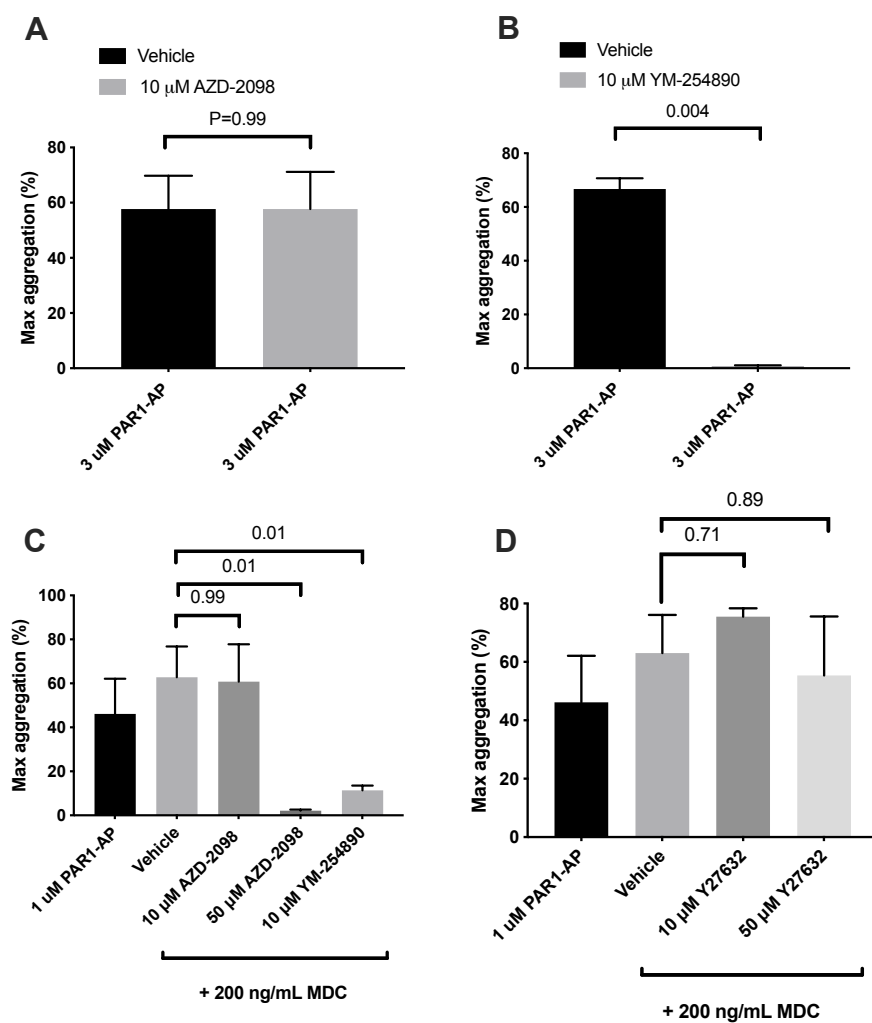 A
Vehicle
10 μM AZD-2098
P=0.99
Max aggregation (%)
80
60
40
20
0
3 uM PAR1-AP
3 uM PAR1-AP
B
Vehicle
10 μM YM-254890
0.004
Max aggregation (%)
80
60
40
20
0
3 uM PAR1-AP
3 uM PAR1-AP
C
0.01
0.01
0.99
Max aggregation (%)
100
80
60
40
20
0
1 uM PAR1-AP
Vehicle
10 μM AZD-2098
50 μM AZD-2098
10 μM YM-254890
+ 200 ng/mL MDC
D
0.89
0.71
Max aggregation (%)
80
60
40
20
0
1 uM PAR1-AP
Vehicle
10 μM Y27632
50 μM Y27632
+ 200 ng/mL MDC